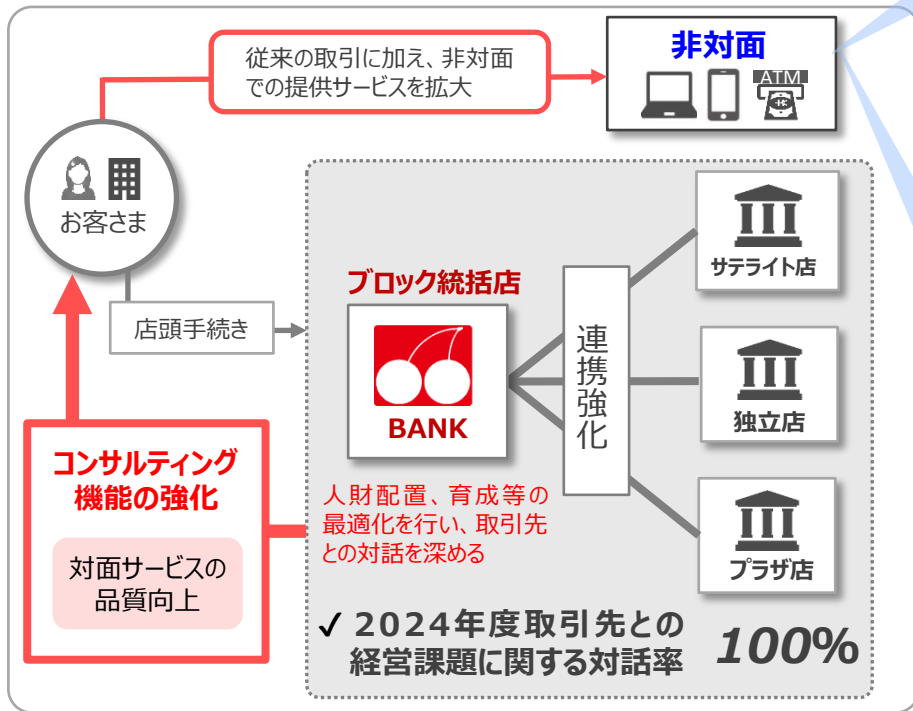 従来の取引に加え、非対面
での提供サービスを拡大
非対面
ATM
お客さま
店頭手続き
ブロック統括店
BANK
連携強化
サテライト店
独立店
プラザ店
コンサルティング
機能の強化
対面サービスの
品質向上
人財配置、育成等の
最適化を行い、取引先
との対話を深める
✓ 2024年度取引先との
経営課題に関する対話率
100%